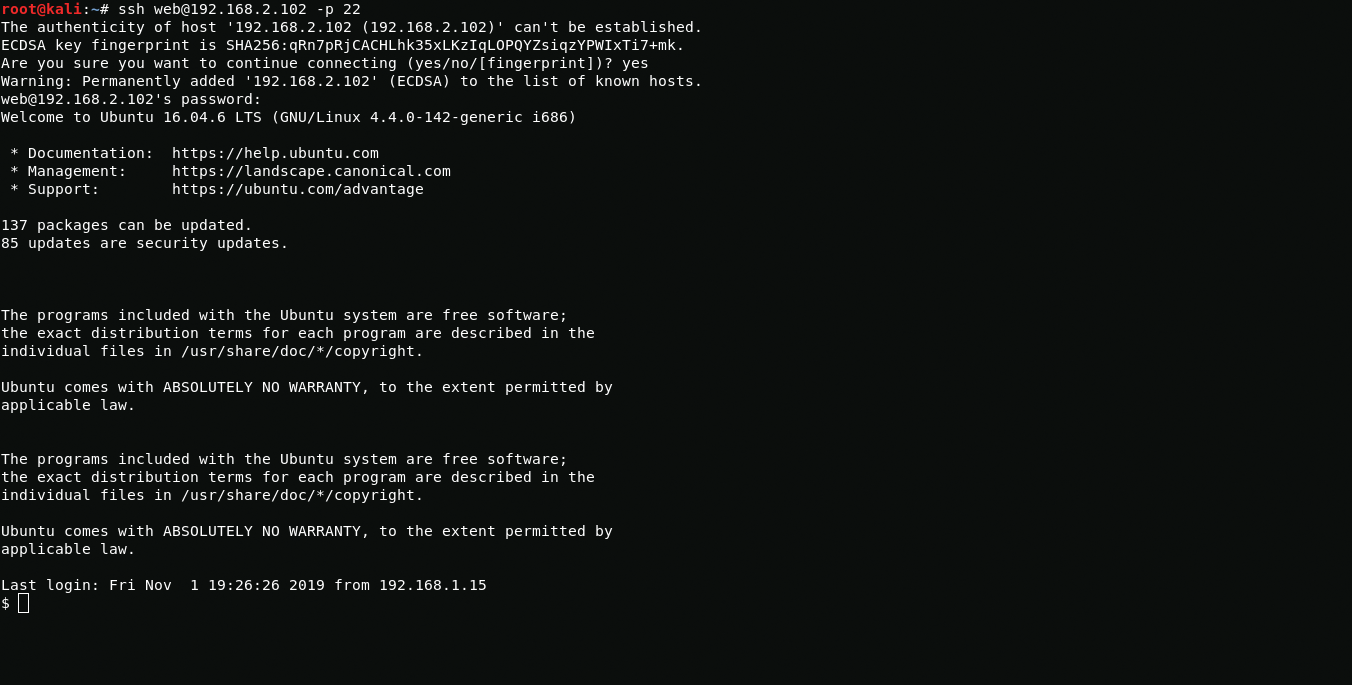 root@kali:~# ssh web@192.168.2.102 -p 22
The authenticity of host '192.168.2.102 (192.168.2.102)' can't be established.
ECDSA key fingerprint is SHA256:qRn7pRjCACHLhk35xLKzIqLOPQYZsiqzYPWIxTi7+mk.
Are you sure you want to continue connecting (yes/no/[fingerprint])? yes
Warning: Permanently added '192.168.2.102' (ECDSA) to the list of known hosts.
web@192.168.2.102's password:
Welcome to Ubuntu 16.04.6 LTS (GNU/Linux 4.4.0-142-generic i686)
 * Documentation:  https://help.ubuntu.com
 * Management:     https://landscape.canonical.com
 * Support:        https://ubuntu.com/advantage
137 packages can be updated.
85 updates are security updates.
The programs included with the Ubuntu system are free software;
the exact distribution terms for each program are described in the
individual files in /usr/share/doc/*/copyright.
Ubuntu comes with ABSOLUTELY NO WARRANTY, to the extent permitted by
applicable law.
The programs included with the Ubuntu system are free software;
the exact distribution terms for each program are described in the
individual files in /usr/share/doc/*/copyright.
Ubuntu comes with ABSOLUTELY NO WARRANTY, to the extent permitted by
applicable law.
Last login: Fri Nov  1 19:26:26 2019 from 192.168.1.15
$